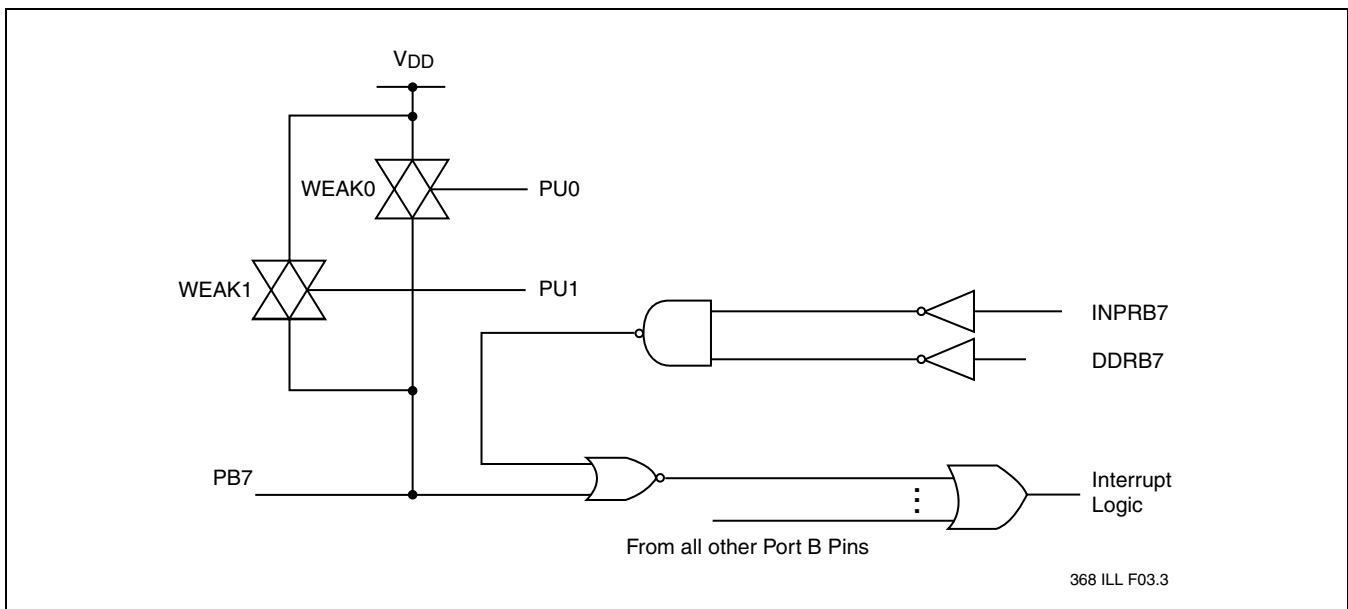 VDD
WEAK0
PU0
WEAK1
PU1
INPRB7
DDRB7
PB7
Interrupt
Logic
From all other Port B Pins
368 ILL F03.3